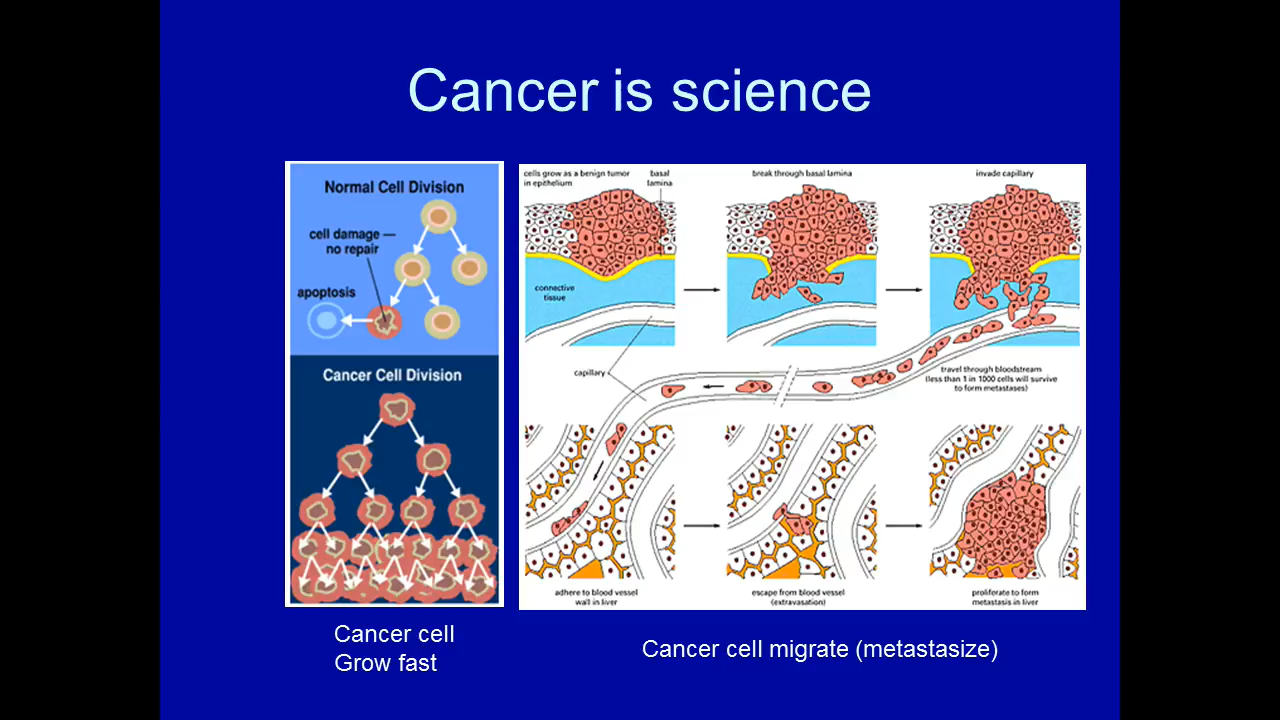 Cancer is science
Normal Cell Division
cell damage —
no repair
apoptosis
Cancer Cell Division
cells grow as a benign tumor
in epithelium
basal
lamina
break through basal lamina
invade capillary
connective
tissue
capillary
travel through bloodstream
(less than 1 in 1000 cells will survive
to form metastases)
adhere to blood vessel
wall in liver
escape from blood vessel
(extravasation)
proliferate to form
metastasis in liver
Cancer cell
Grow fast
Cancer cell migrate (metastasize)